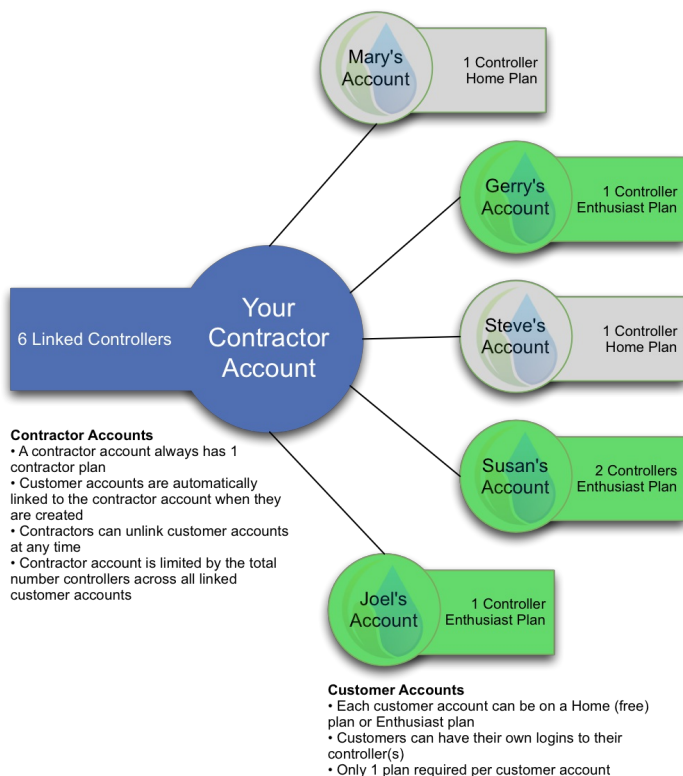 Mary's
Account
1 Controller
Home Plan
Gerry's
Account
1 Controller
Enthusiast Plan
6 Linked Controllers
Your
Contractor
Account
Steve's
Account
1 Controller
Home Plan
Contractor Accounts
• A contractor account always has 1
contractor plan
• Customer accounts are automatically
linked to the contractor account when they
are created
• Contractors can unlink customer accounts
at any time
• Contractor account is limited by the total
number controllers across all linked
customer accounts
Susan's
Account
2 Controllers
Enthusiast Plan
Joel's
Account
1 Controller
Enthusiast Plan
Customer Accounts
• Each customer account can be on a Home (free)
plan or Enthusiast plan
• Customers can have their own logins to their
controller(s)
• Only 1 plan required per customer account